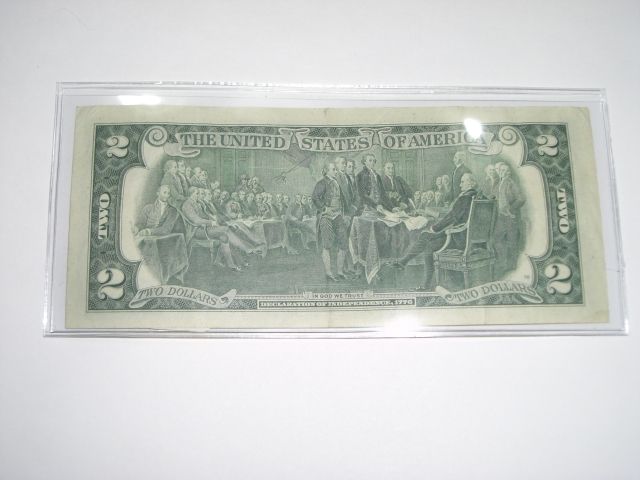 THE UNITED STATES OF AMERICA
2 2
TWO TWO
2 2
TWO DOLLARS TWO DOLLARS
IN GOD WE TRUST
DECLARATION OF INDEPENDENCE, 1776